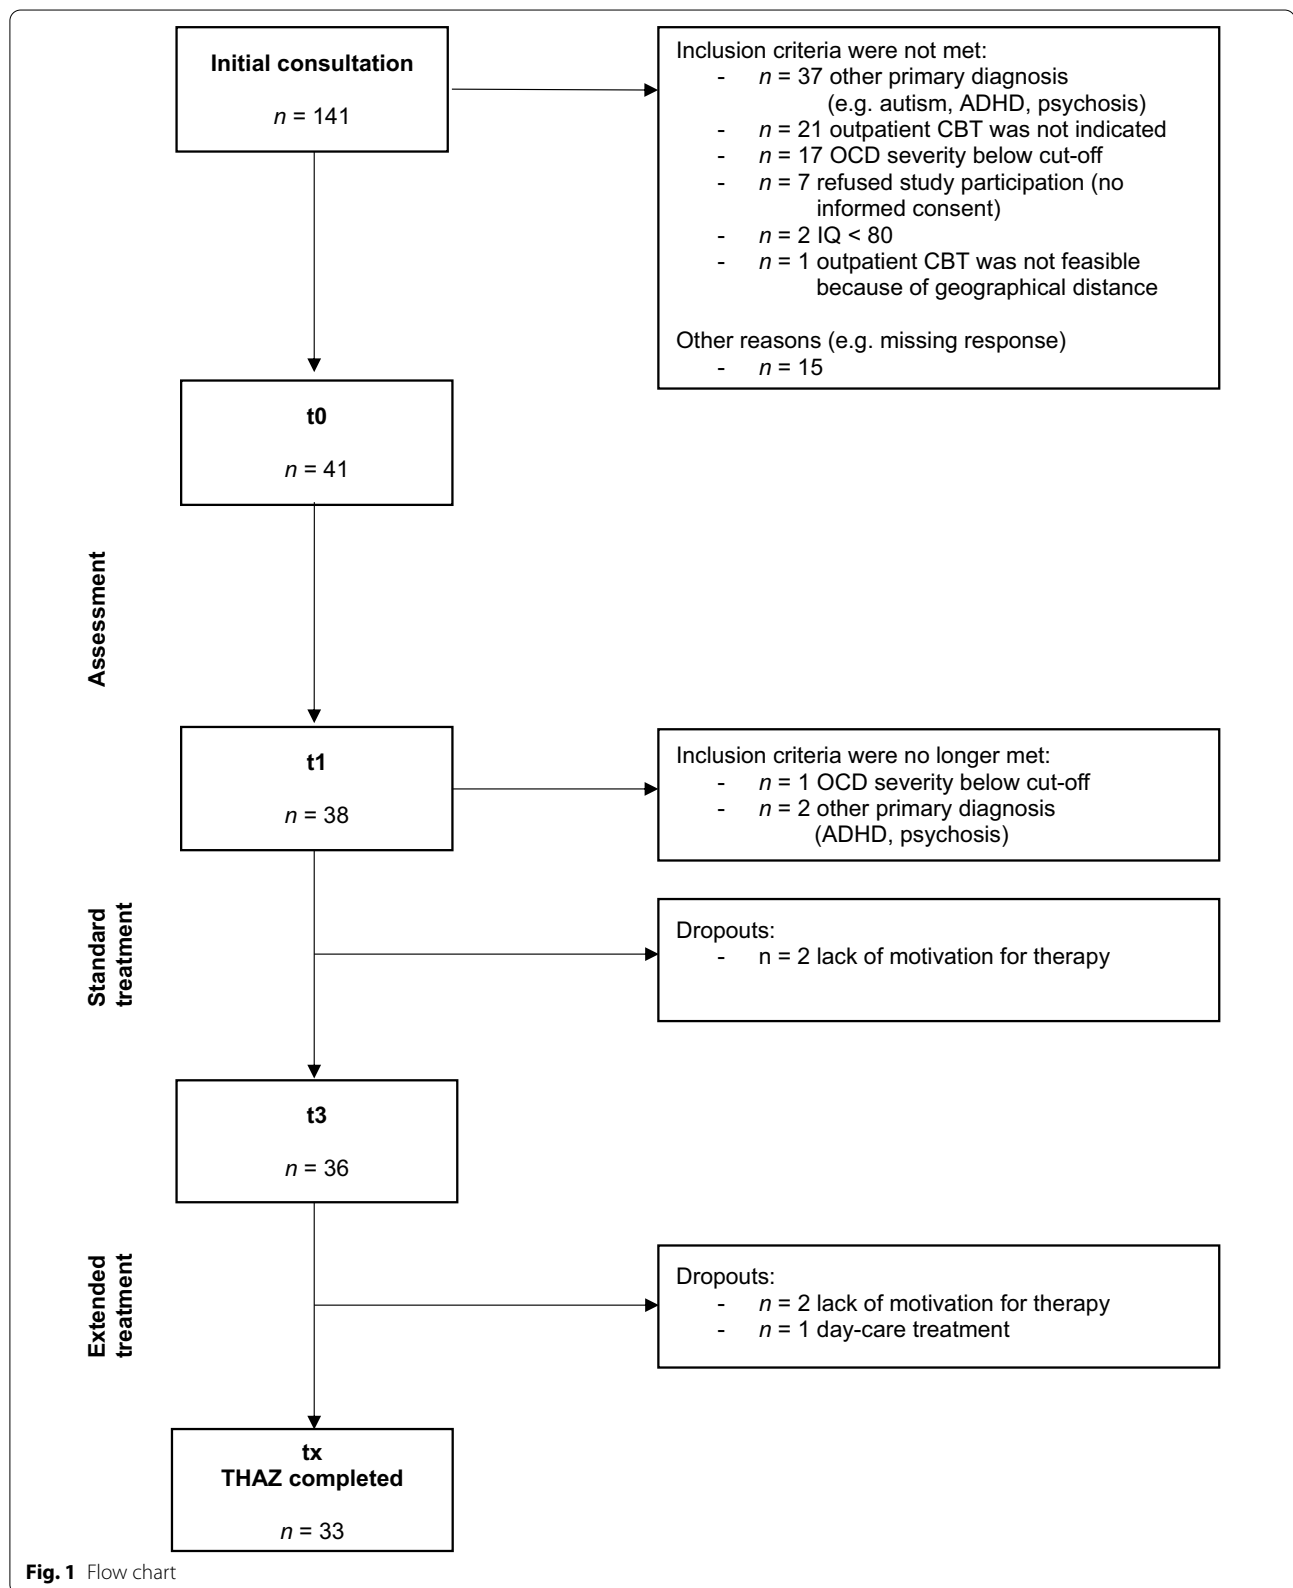 Initial consultation
n = 141
Inclusion criteria were not met:
- n = 37 other primary diagnosis
(e.g. autism, ADHD, psychosis)
- n = 21 outpatient CBT was not indicated
- n = 17 OCD severity below cut-off
- n = 7 refused study participation (no
informed consent)
- n = 2 IQ < 80
- n = 1 outpatient CBT was not feasible
because of geographical distance
Other reasons (e.g. missing response)
- n = 15
t0
n = 41
Assessment
t1
n = 38
Inclusion criteria were no longer met:
- n = 1 OCD severity below cut-off
- n = 2 other primary diagnosis
(ADHD, psychosis)
Standard
treatment
Dropouts:
- n = 2 lack of motivation for therapy
t3
n = 36
Extended
treatment
Dropouts:
- n = 2 lack of motivation for therapy
- n = 1 day-care treatment
tx
THAZ completed
n = 33
Fig. 1 Flow chart